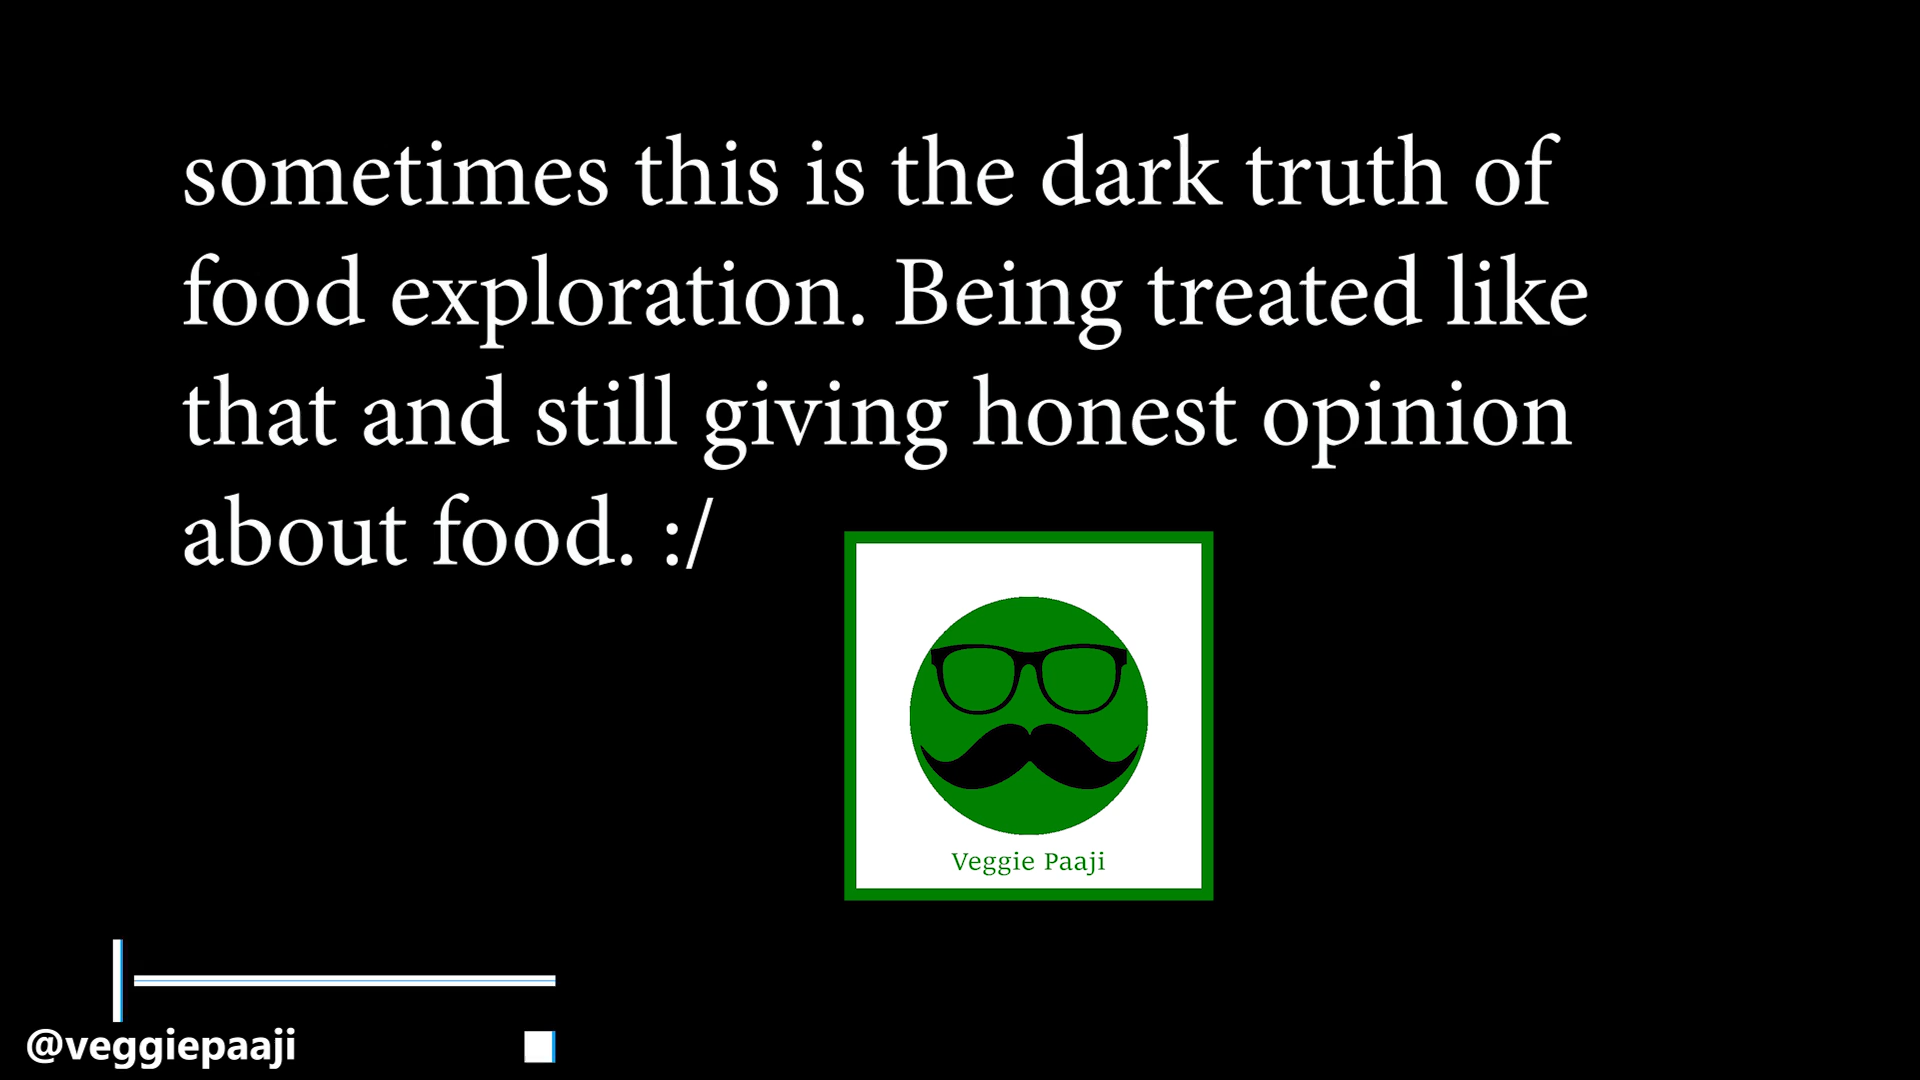 sometimes this is the dark truth of
food exploration. Being treated like
that and still giving honest opinion
about food. :/
Veggie Paaji
@veggiepaaji